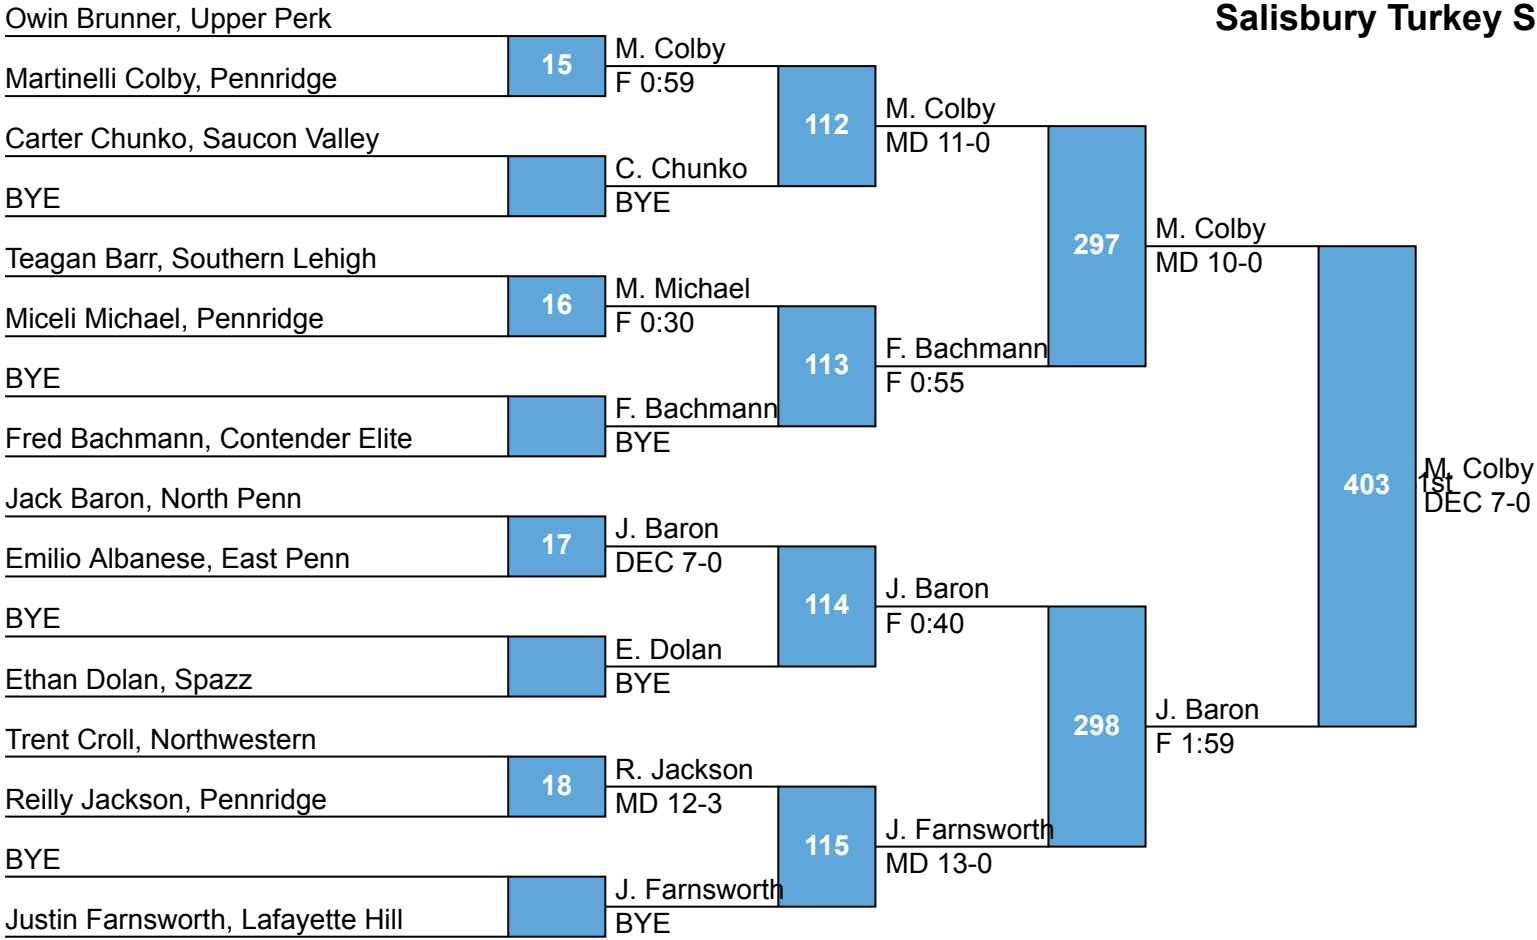 Salisbury Turkey S
Owin Brunner, Upper Perk
15
M. Colby
F 0:59
Martinelli Colby, Pennridge
112
M. Colby
MD 11-0
Carter Chunko, Saucon Valley
C. Chunko
BYE
BYE
297
M. Colby
MD 10-0
Teagan Barr, Southern Lehigh
16
M. Michael
F 0:30
Miceli Michael, Pennridge
113
F. Bachmann
F 0:55
BYE
F. Bachmann
BYE
Fred Bachmann, Contender Elite
403
M. Colby
1st
DEC 7-0
Jack Baron, North Penn
17
J. Baron
DEC 7-0
Emilio Albanese, East Penn
114
J. Baron
F 0:40
BYE
E. Dolan
BYE
Ethan Dolan, Spazz
298
J. Baron
F 1:59
Trent Croll, Northwestern
18
R. Jackson
MD 12-3
Reilly Jackson, Pennridge
115
J. Farnsworth
MD 13-0
BYE
J. Farnsworth
BYE
Justin Farnsworth, Lafayette Hill